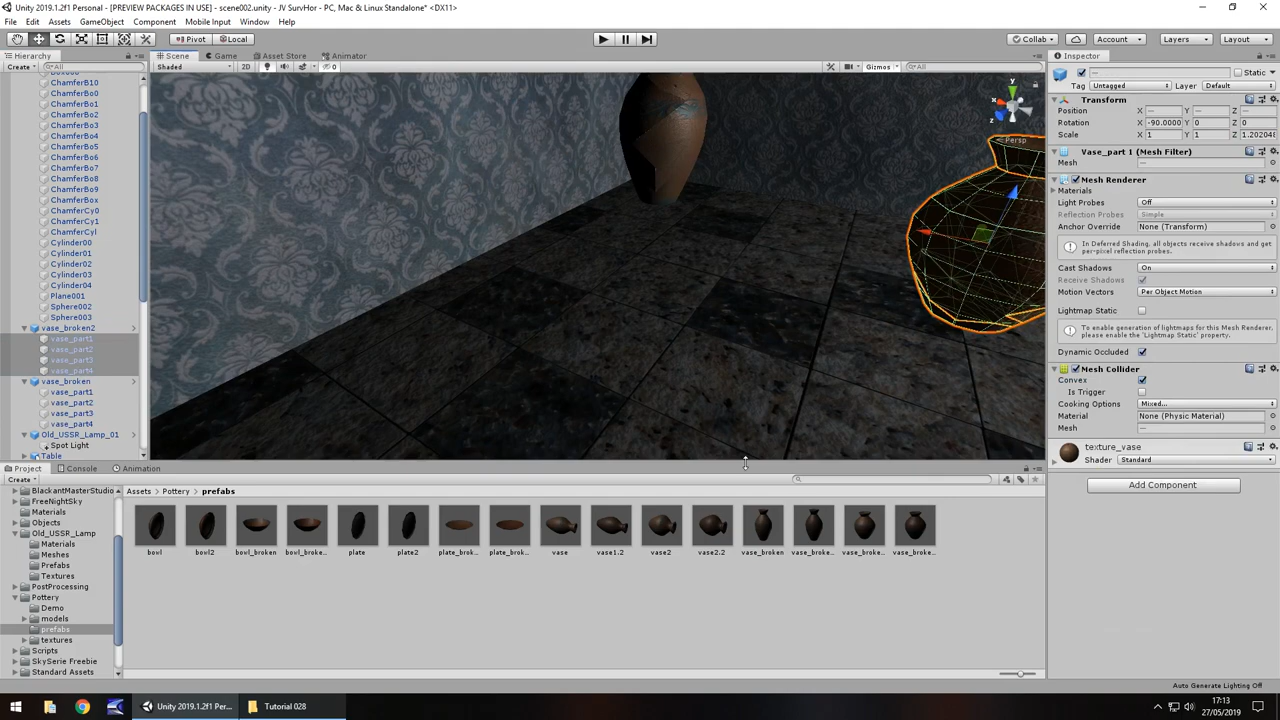 Unity 2019.1.2f1 Personal - [PREVIEW PACKAGES IN USE] - scene002.unity - JV SurvHor - PC, Mac & Linux Standalone* <DX11>
File Edit Assets GameObject Component Mobile Input Window Help
Pivot Local Collab Account Layers Layout
Hierarchy Scene Game Asset Store Animator Inspector
Create All Shaded 2D 0 Gizmos All Static
Tag Untagged Layer Default
ChamferB10
ChamferBo0
ChamferBo1
ChamferBo2
ChamferBo3
ChamferBo4
ChamferBo5
ChamferBo6
ChamferBo7
ChamferBo8
ChamferBo9
ChamferBox
ChamferCy0
ChamferCy1
ChamferCyl
Cylinder00
Cylinder01
Cylinder02
Cylinder03
Cylinder04
Plane001
Sphere002
Sphere003
vase_broken2
vase_part1
vase_part2
vase_part3
vase_part4
vase_broken
vase_part1
vase_part2
vase_part3
vase_part4
Old_USSR_Lamp_01
Spot Light
Table
y
x
z
Persp
Transform
Position X — Y — Z —
Rotation X -90.0000 Y 0 Z 0
Scale X 1 Y 1 Z 1.202048
Vase_part 1 (Mesh Filter)
Mesh —
Mesh Renderer
Materials
Light Probes Off
Reflection Probes Simple
Anchor Override None (Transform)
In Deferred Shading, all objects receive shadows and get per-pixel reflection probes.
Cast Shadows On
Receive Shadows
Motion Vectors Per Object Motion
Lightmap Static
To enable generation of lightmaps for this Mesh Renderer, please enable the 'Lightmap Static' property.
Dynamic Occluded
Mesh Collider
Convex
Is Trigger
Cooking Options Mixed...
Material None (Physic Material)
Mesh —
texture_vase
Shader Standard
Add Component
Project Console Animation
Create
BlackantMasterStudio
FreeNightSky
Materials
Objects
Old_USSR_Lamp
Materials
Meshes
Prefabs
Textures
PostProcessing
Pottery
Demo
models
prefabs
textures
Scripts
SkySerie Freebie
Standard Assets
Assets Pottery prefabs
bowl bowl2 bowl_broken bowl_broke... plate plate2 plate_brok... plate_brok... vase vase1.2 vase2 vase2.2 vase_broken vase_broke... vase_broke... vase_broke...
Auto Generate Lighting Off
Unity 2019.1.2f1 Per... Tutorial 028
17:13
27/05/2019